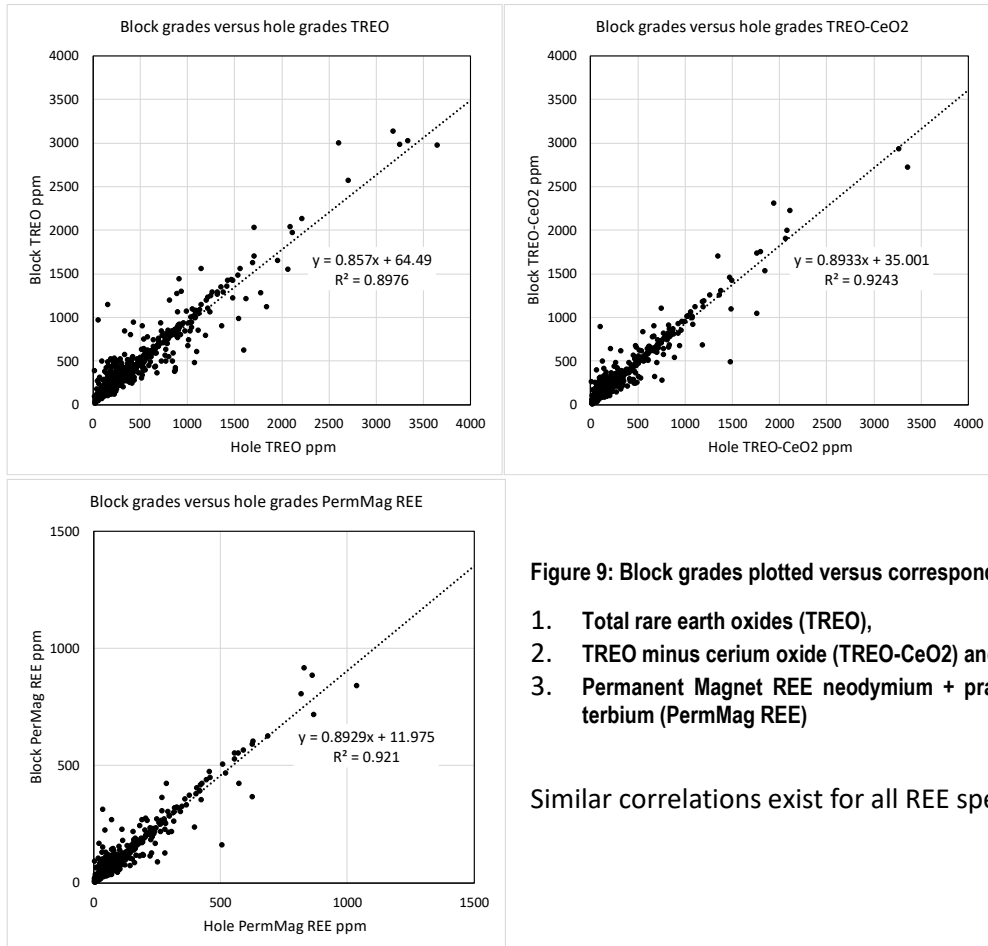 Block grades versus hole grades TREO
4000
3500
3000
2500
2000
1500
1000
500
0
Block TREO ppm
y = 0.857x + 64.49
R² = 0.8976
0 500 1000 1500 2000 2500 3000 3500 4000
Hole TREO ppm
Block grades versus hole grades TREO-CeO2
4000
3500
3000
2500
2000
1500
1000
500
0
Block TREO-CeO2 ppm
y = 0.8933x + 35.001
R² = 0.9243
0 500 1000 1500 2000 2500 3000 3500 4000
Hole TREO-CeO2 ppm
Block grades versus hole grades PermMag REE
1500
1000
500
0
Block PerMag REE ppm
y = 0.8929x + 11.975
R² = 0.921
0 500 1000 1500
Hole PermMag REE ppm
Figure 9: Block grades plotted versus
1. Total rare earth oxides (TREO),
2. TREO minus cerium oxide (TREO-CeO2)
3. Permanent Magnet REE neodymium +
terbium (PermMag REE)
Similar correlations exist for all REE